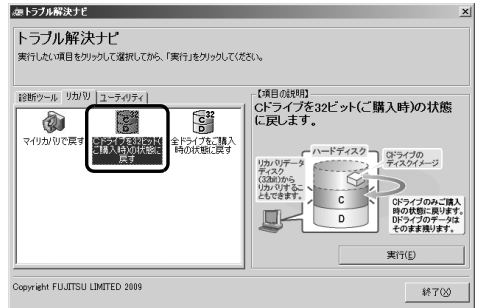 トラブル解決ナビ
トラブル解決ナビ
実行したい項目をクリックして選択してから、「実行」をクリックしてください。
診断ツール リカバリ ユーティリティ
マイリカバリで戻す
Cドライブを32ビット(ご購入時)の状態に戻す
全ドライブをご購入時の状態に戻す
【項目の説明】
Cドライブを32ビット(ご購入時)の状態
に戻します。
ハードディスク
Cドライブの
ディスクイメージ
リカバリデータ
ディスク
(32bit)から
リカバリするこ
ともできます。
C
D
Cドライブのみご購入
時の状態に戻ります。
Dドライブのデータは
そのまま残ります。
実行(E)
Copyright FUJITSU LIMITED 2009
終了(X)